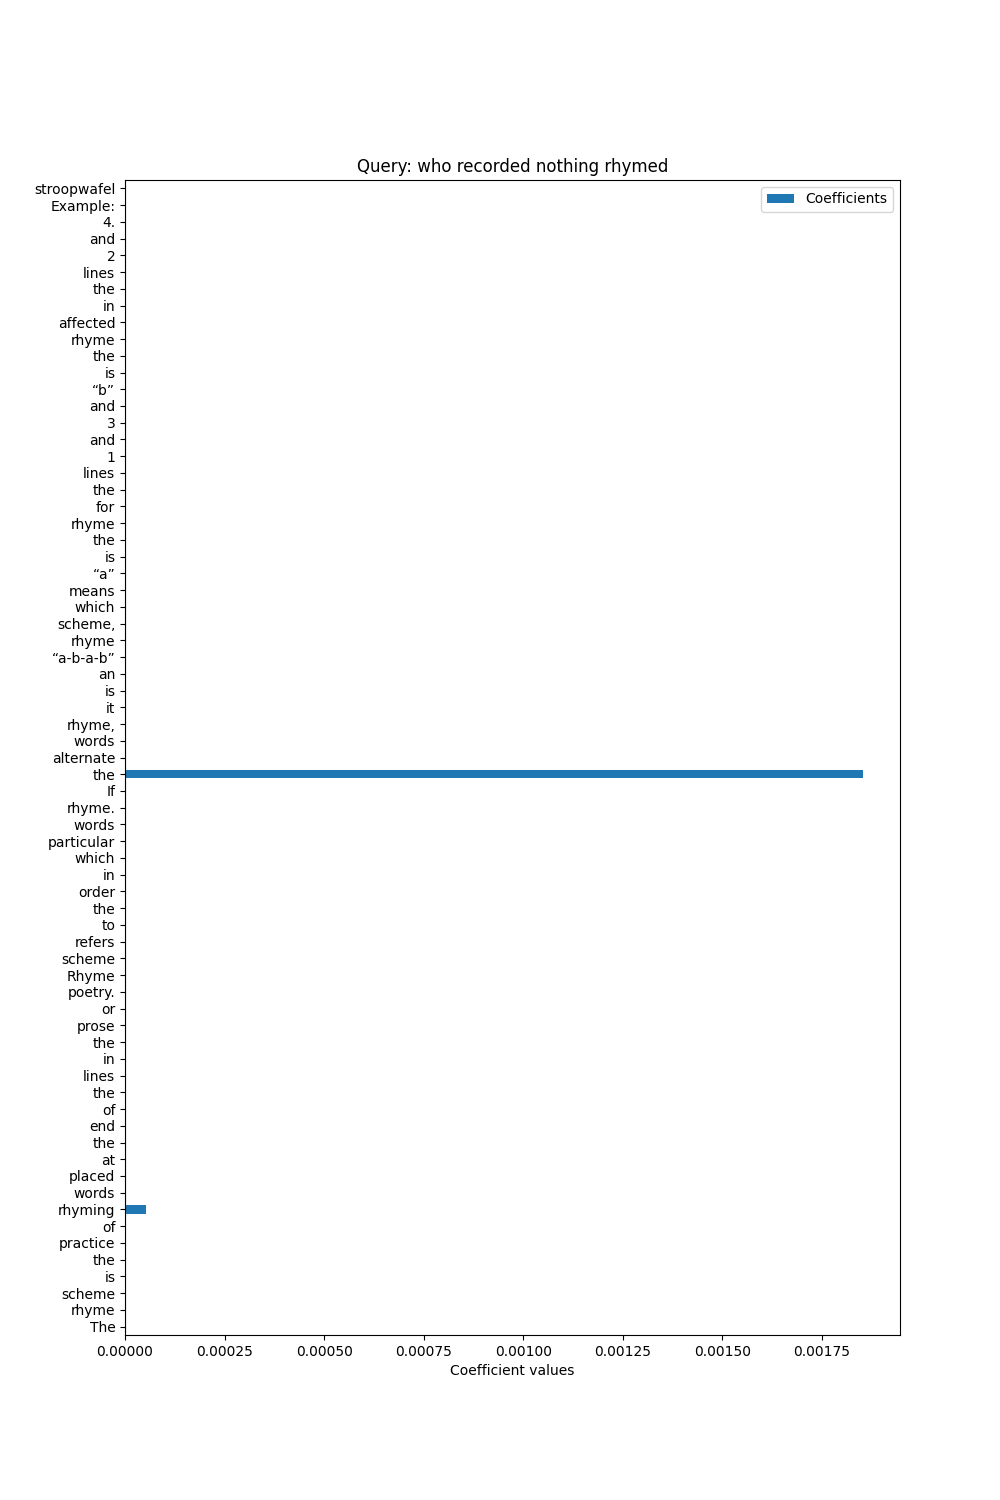 Query: who recorded nothing rhymed
Coefficients
stroopwafel
Example:
4.
and
2
lines
the
in
affected
rhyme
the
is
“b”
and
3
and
1
lines
the
for
rhyme
the
is
“a”
means
which
scheme,
rhyme
“a-b-a-b”
an
is
it
rhyme,
words
alternate
the
If
rhyme.
words
particular
which
in
order
the
to
refers
scheme
Rhyme
poetry.
or
prose
the
in
lines
the
of
end
the
at
placed
words
rhyming
of
practice
the
is
scheme
rhyme
The
0.00000 0.00025 0.00050 0.00075 0.00100 0.00125 0.00150 0.00175
Coefficient values